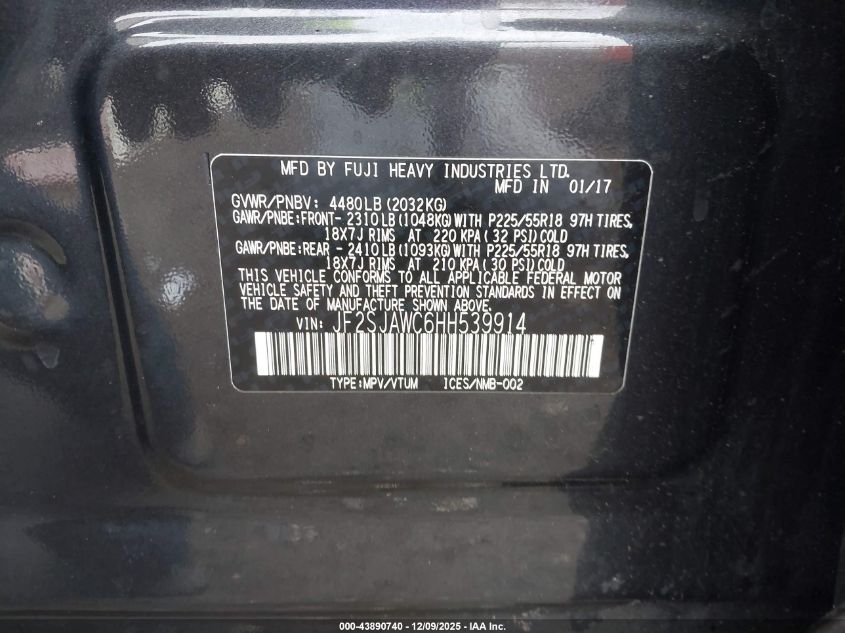 MFD BY FUJI HEAVY INDUSTRIES LTD.
MFD IN 01/17
GVWR/PNBV: 4480LB (2032KG)
GAWR/PNBE:FRONT- 2310LB (1048KG) WITH P225/55R18 97H TIRES,
18X7J RIMS AT 220 KPA ( 32 PSI) COLD
GAWR/PNBE:REAR - 2410LB (1093KG) WITH P225/55R18 97H TIRES,
18X7J RIMS AT 210 KPA ( 30 PSI) COLD
THIS VEHICLE CONFORMS TO ALL APPLICABLE FEDERAL MOTOR
VEHICLE SAFETY AND THEFT PREVENTION STANDARDS IN EFFECT ON
THE DATE OF MANUFACTURE SHOWN ABOVE.
VIN: JF2SJAWC6HH539914
TYPE:MPV/VTUM ICES/NMB-002
000-43890740 - 12/09/2025 - IAA Inc.